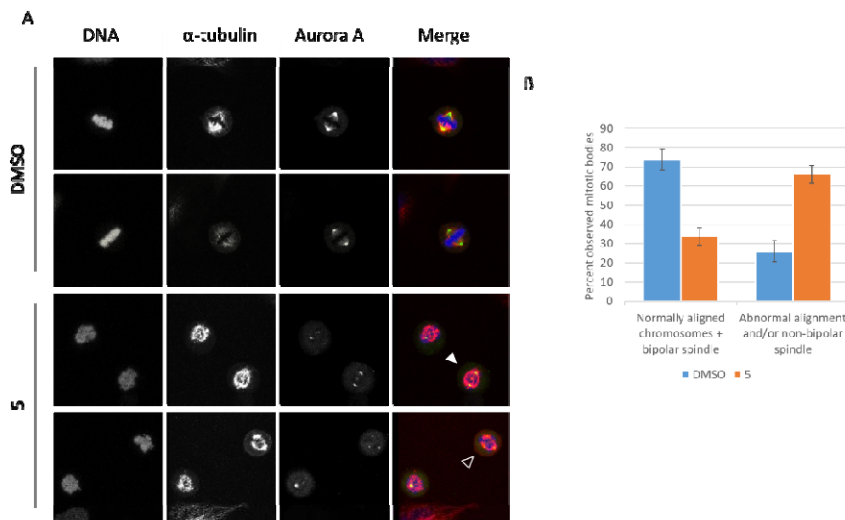 A
DNA α-tubulin Aurora A Merge
DMSO
5
B
90
80
70
60
50
40
30
20
10
0
Percent observed mitotic bodies
Normally aligned
chromosomes +
bipolar spindle
Abnormal alignment
and/or non-bipolar
spindle
DMSO 5